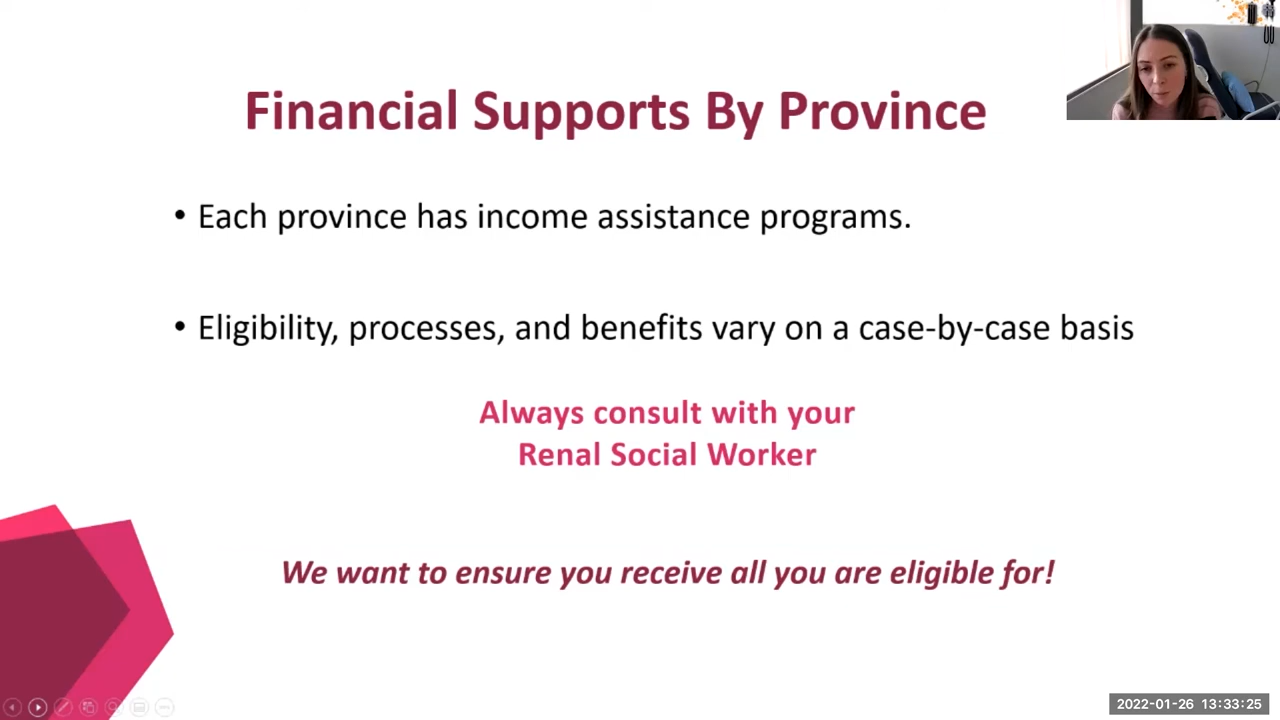 Financial Supports By Province
• Each province has income assistance programs.
• Eligibility, processes, and benefits vary on a case-by-case basis
Always consult with your
Renal Social Worker
We want to ensure you receive all you are eligible for!
2022-01-26 13:33:25